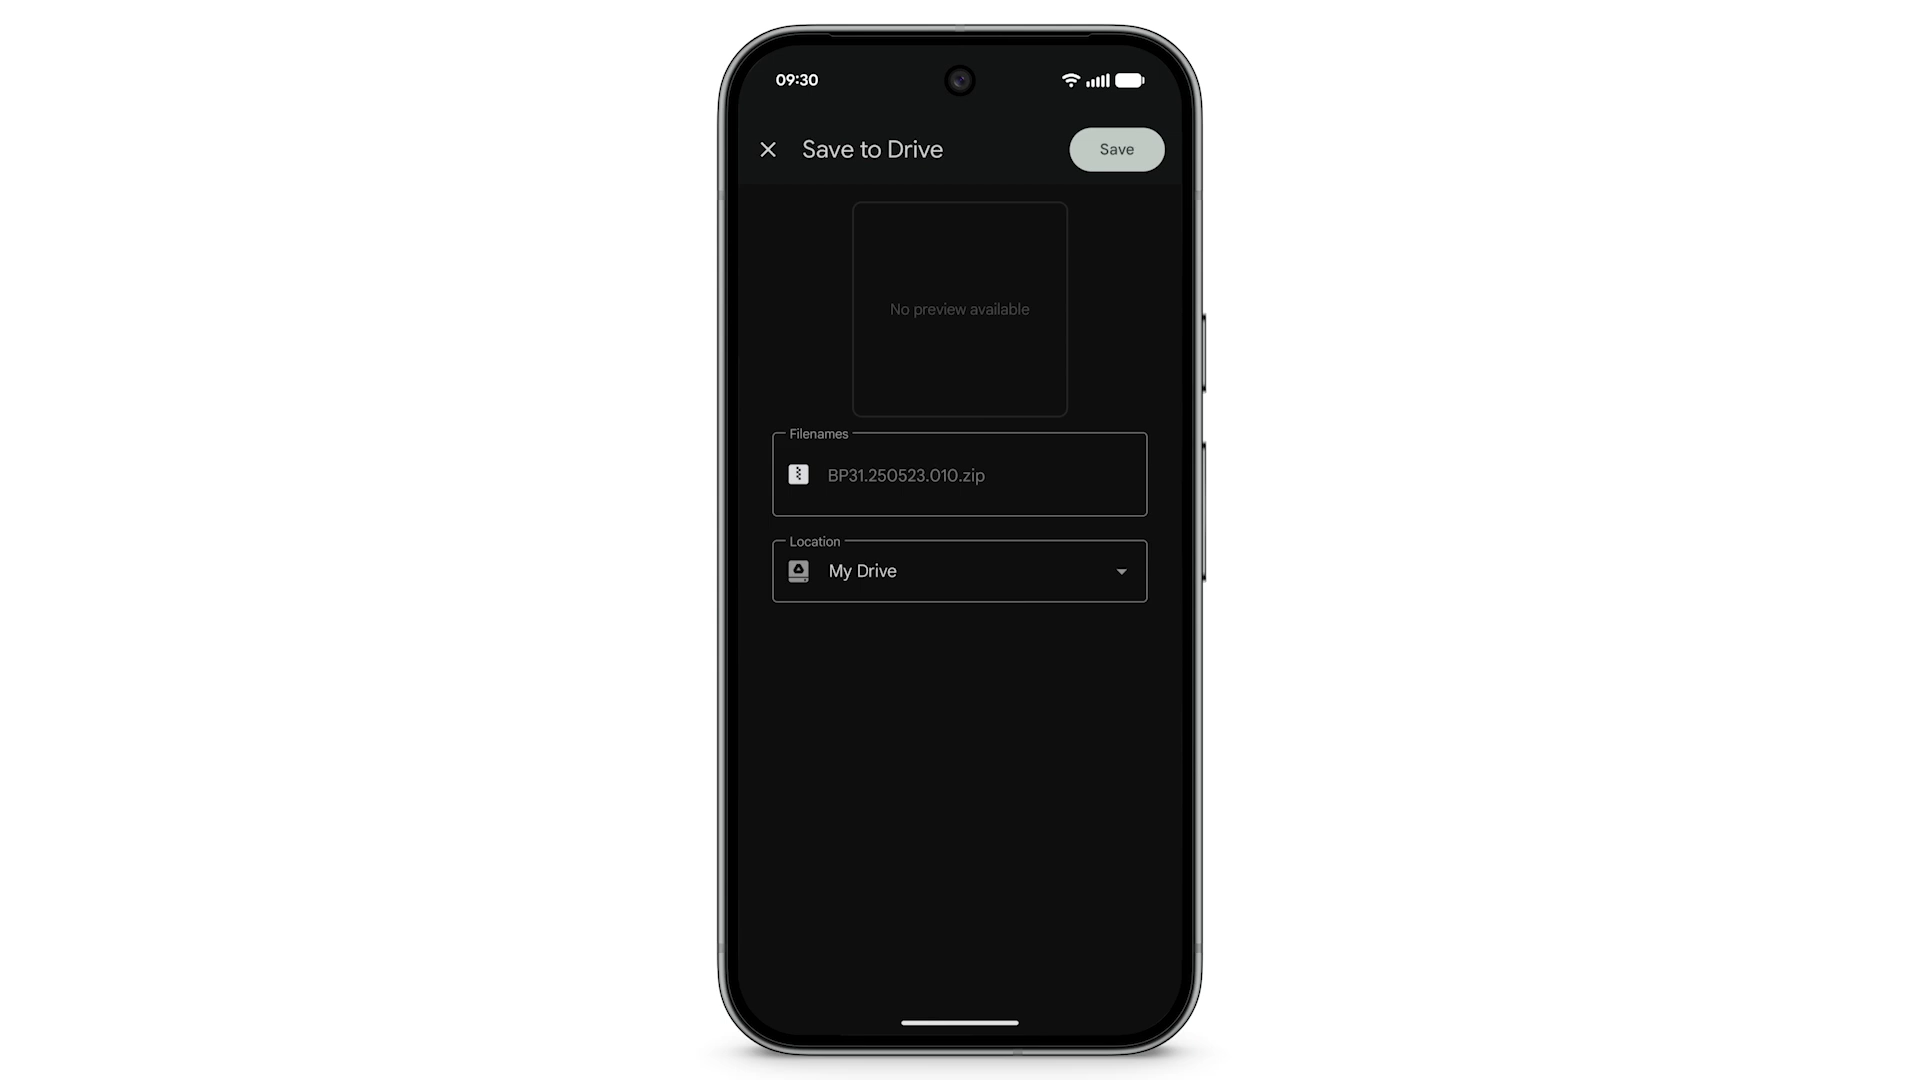 09:30
Save to Drive
Save
No preview available
Filenames
BP31.250523.010.zip
Location
My Drive